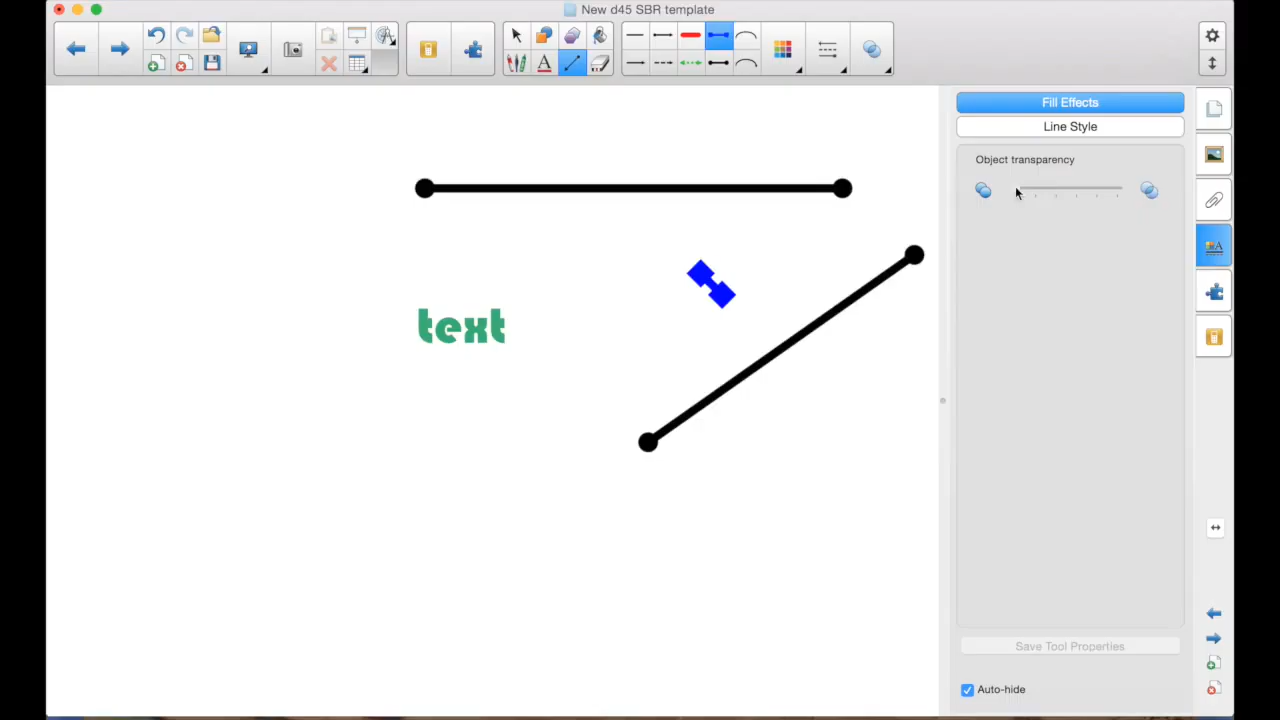 New d45 SBR template
Fill Effects
Line Style
Object transparency
text
Save Tool Properties
Auto-hide